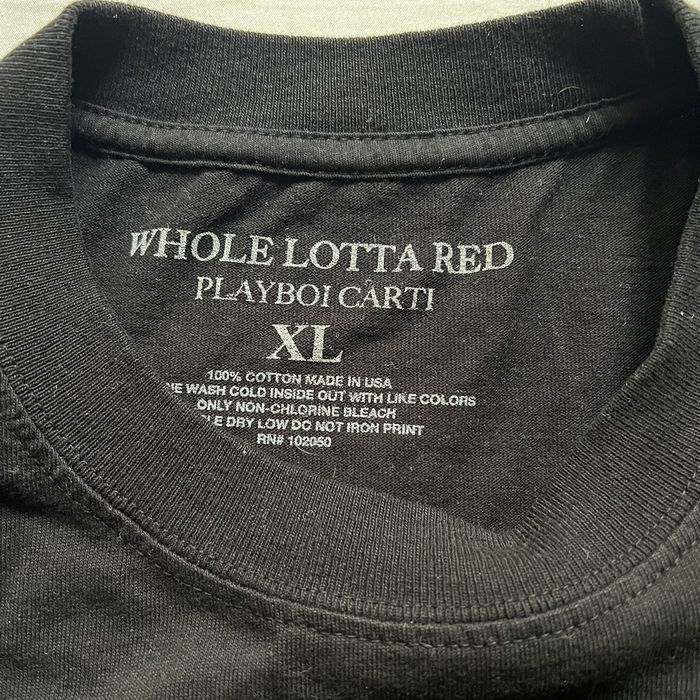 WHOLE LOTTA RED
PLAYBOI CARTI
XL
100% COTTON MADE IN USA
WASH COLD INSIDE OUT WITH LIKE COLORS
ONLY NON-CHLORINE BLEACH
DRY LOW DO NOT IRON PRINT
RN# 102050